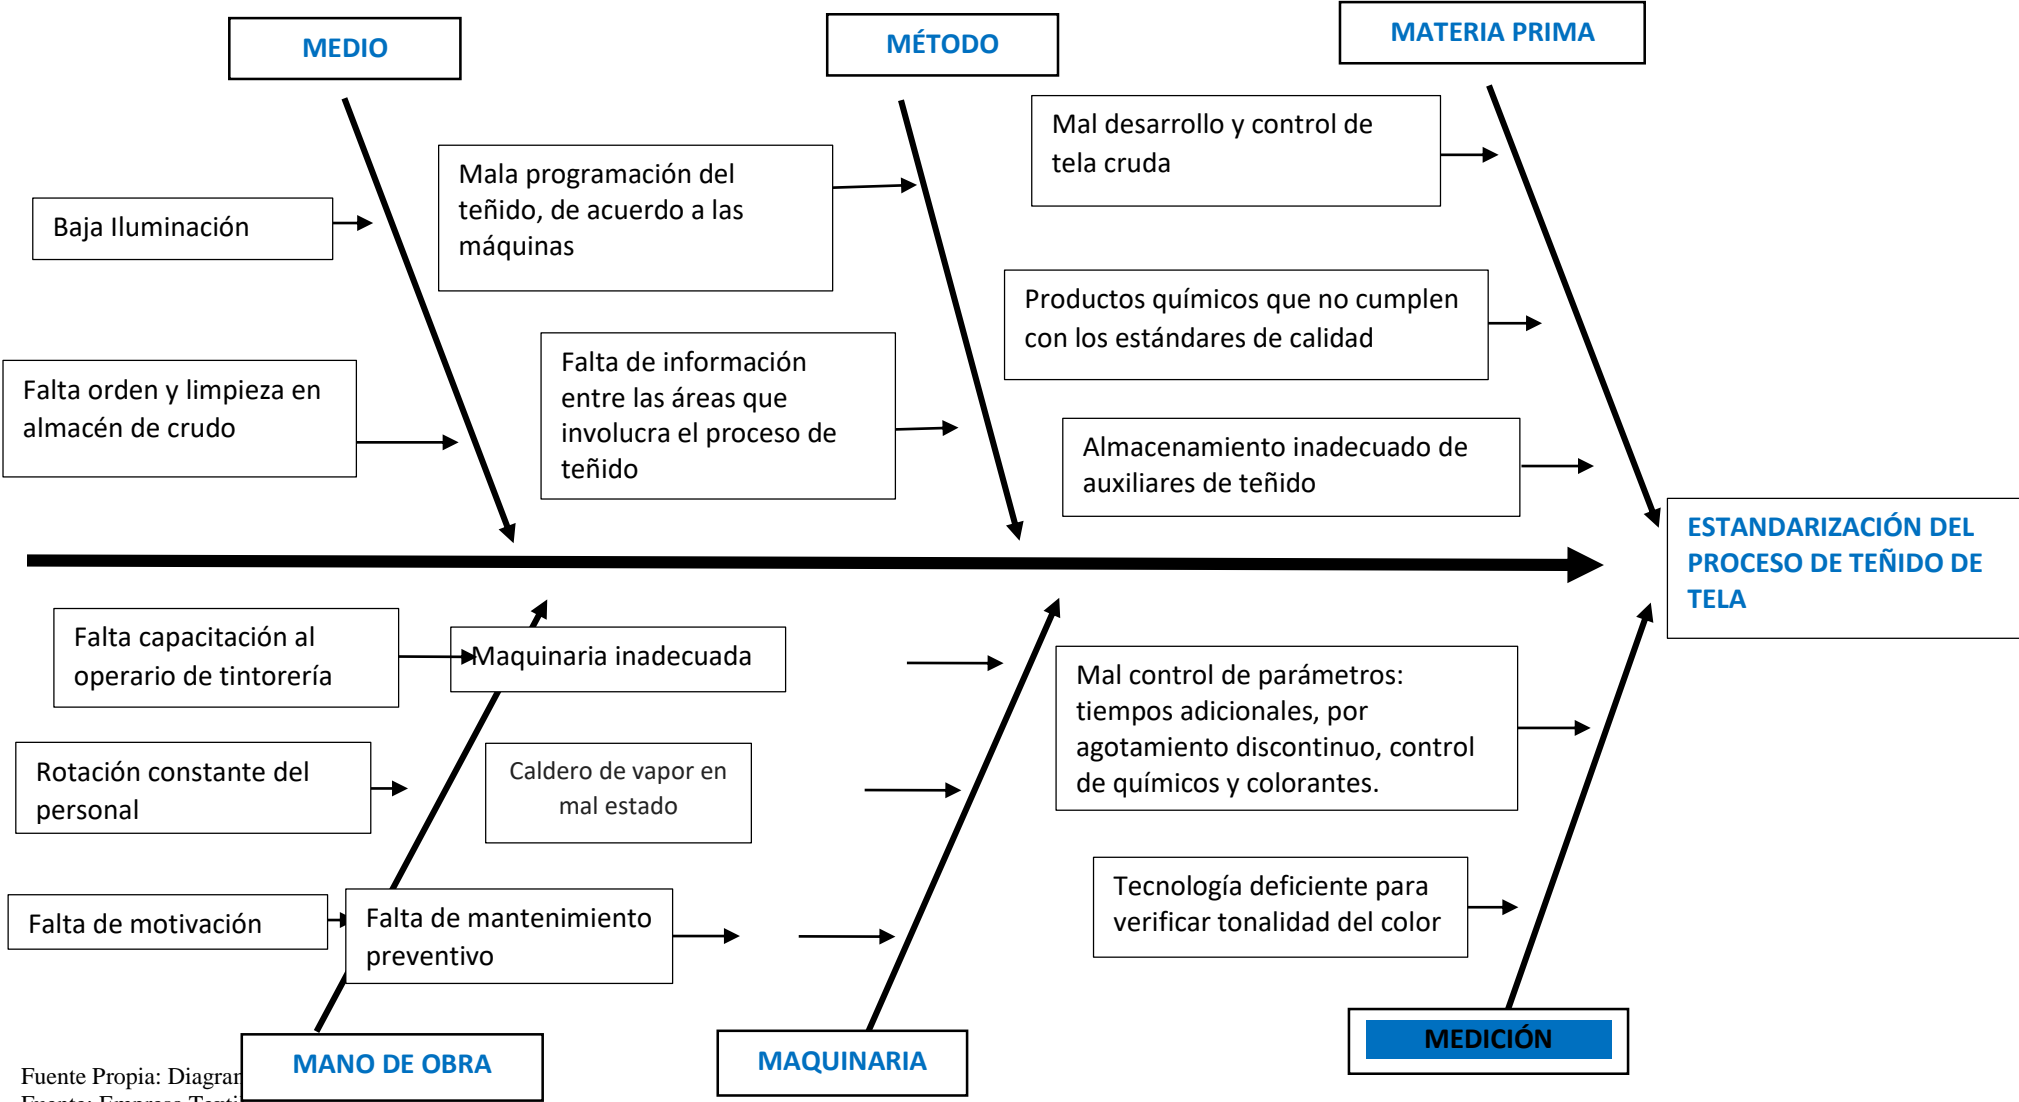 MEDIO
MÉTODO
MATERIA PRIMA
Baja Iluminación
Falta orden y limpieza en
almacén de crudo
Mala programación del
teñido, de acuerdo a las
máquinas
Falta de información
entre las áreas que
involucra el proceso de
teñido
Mal desarrollo y control de
tela cruda
Productos químicos que no cumplen
con los estándares de calidad
Almacenamiento inadecuado de
auxiliares de teñido
ESTANDARIZACIÓN DEL
PROCESO DE TEÑIDO DE
TELA
Falta capacitación al
operario de tintorería
Rotación constante del
personal
Falta de motivación
Maquinaria inadecuada
Caldero de vapor en
mal estado
Falta de mantenimiento
preventivo
Mal control de parámetros:
tiempos adicionales, por
agotamiento discontinuo, control
de químicos y colorantes.
Tecnología deficiente para
verificar tonalidad del color
MANO DE OBRA
MAQUINARIA
MEDICIÓN
Fuente Propia: